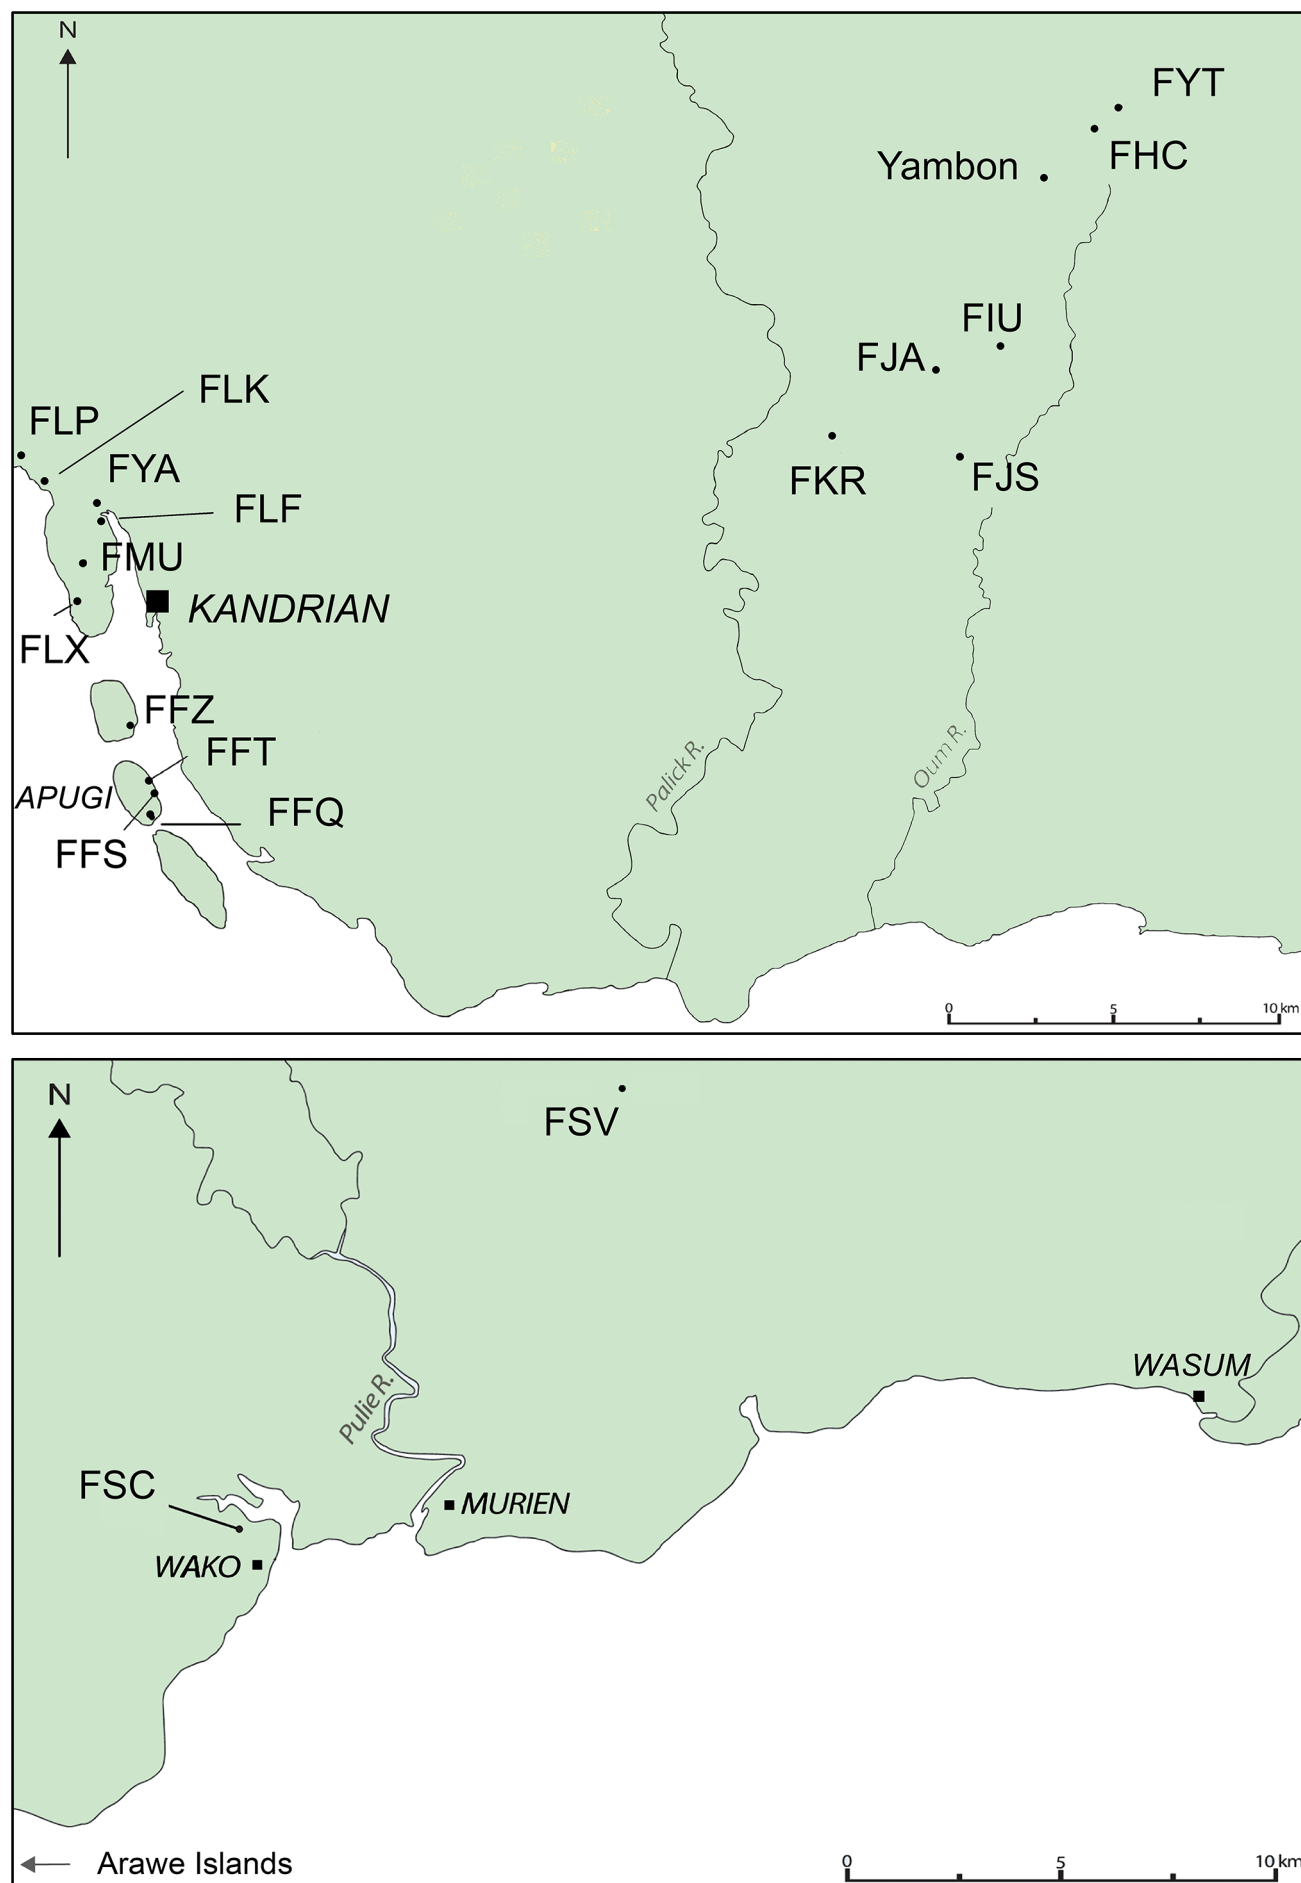 N
FYT
FHC
Yambon
FIU
FJA
FLK
FLP
FYA
FKR
FJS
FLF
FMU
KANDRIAN
FLX
FFZ
FFT
Palick R.
Oum R.
APUGI
FFQ
FFS
0 5 10 km
N
FSV
WASUM
Pulie R.
FSC
MURIEN
WAKO
Arawe Islands
0 5 10 km